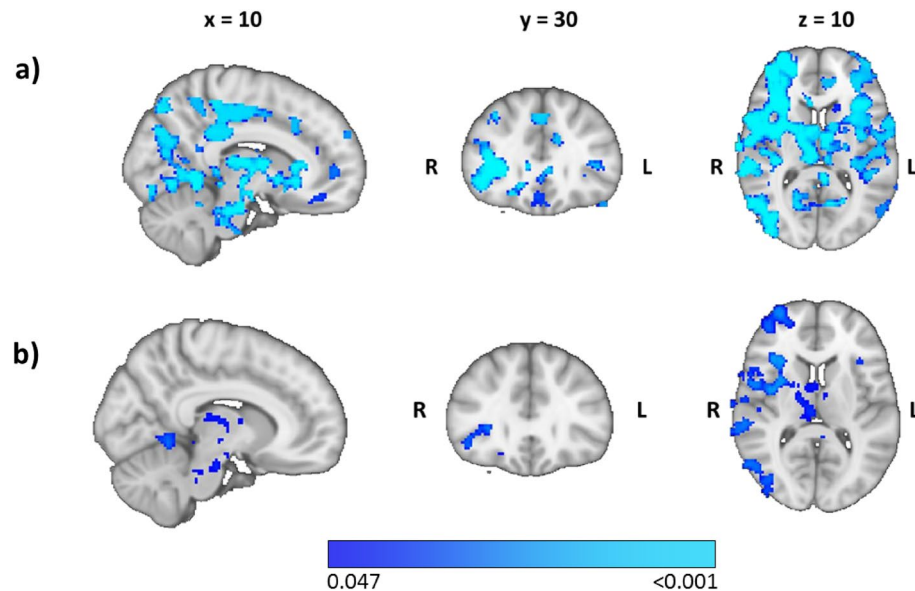 x = 10 y = 30 z = 10
a)
R L R L
b)
R L R L
0.047 <0.001